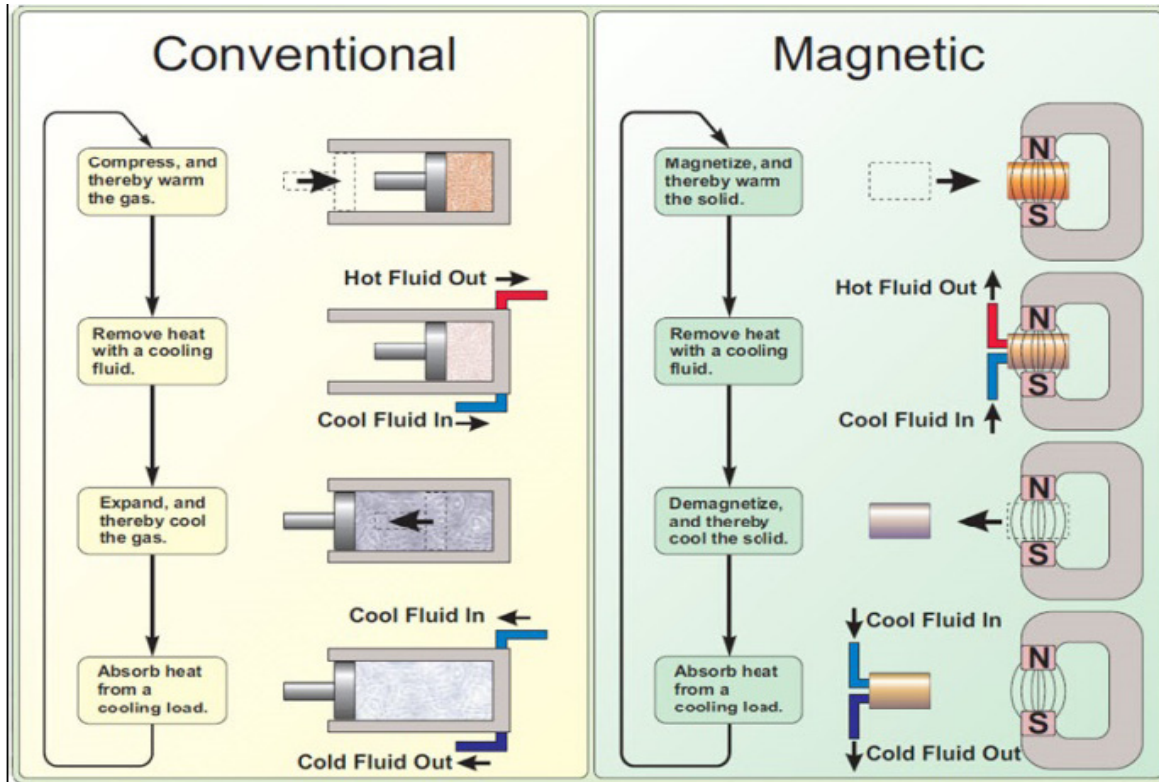 Conventional
Compress, and
thereby warm
the gas.
Hot Fluid Out
Remove heat
with a cooling
fluid.
Cool Fluid In
Expand, and
thereby cool
the gas.
Cool Fluid In
Absorb heat
from a
cooling load.
Cold Fluid Out
Magnetic
Magnetize, and
thereby warm
the solid.
N
S
Hot Fluid Out
Remove heat
with a cooling
fluid.
N
S
Cool Fluid In
Demagnetize,
and thereby
cool the solid.
N
S
Cool Fluid In
Absorb heat
from a
cooling load.
N
S
Cold Fluid Out